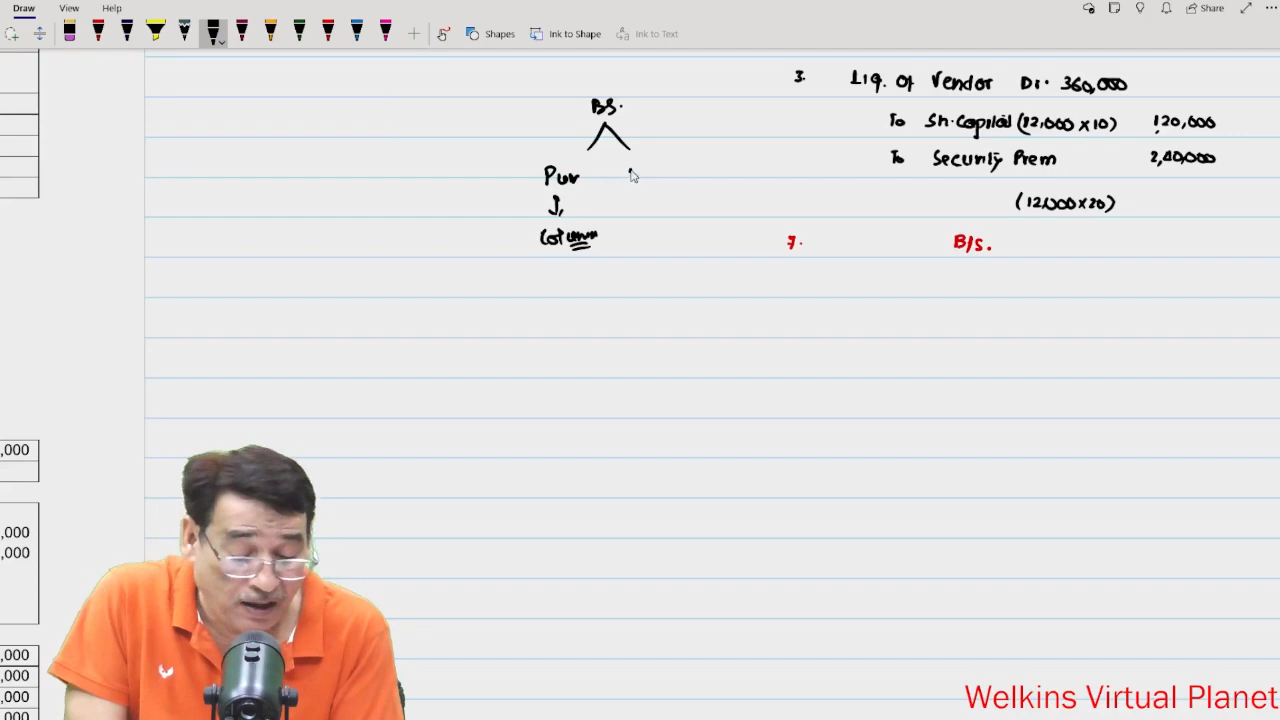 Draw View Help Share
Shapes Ink to Shape Ink to Text
3. Liq. Of Vendor Dr. 360,000
To Sh. Capital (12,000 x 10) 120,000
To Security Prem 2,40,000
(12,000 x 20)
BS.
Pur
Column
7. B/S.
,000
,000
,000
,000
,000
,000
,000
Welkins Virtual Planet